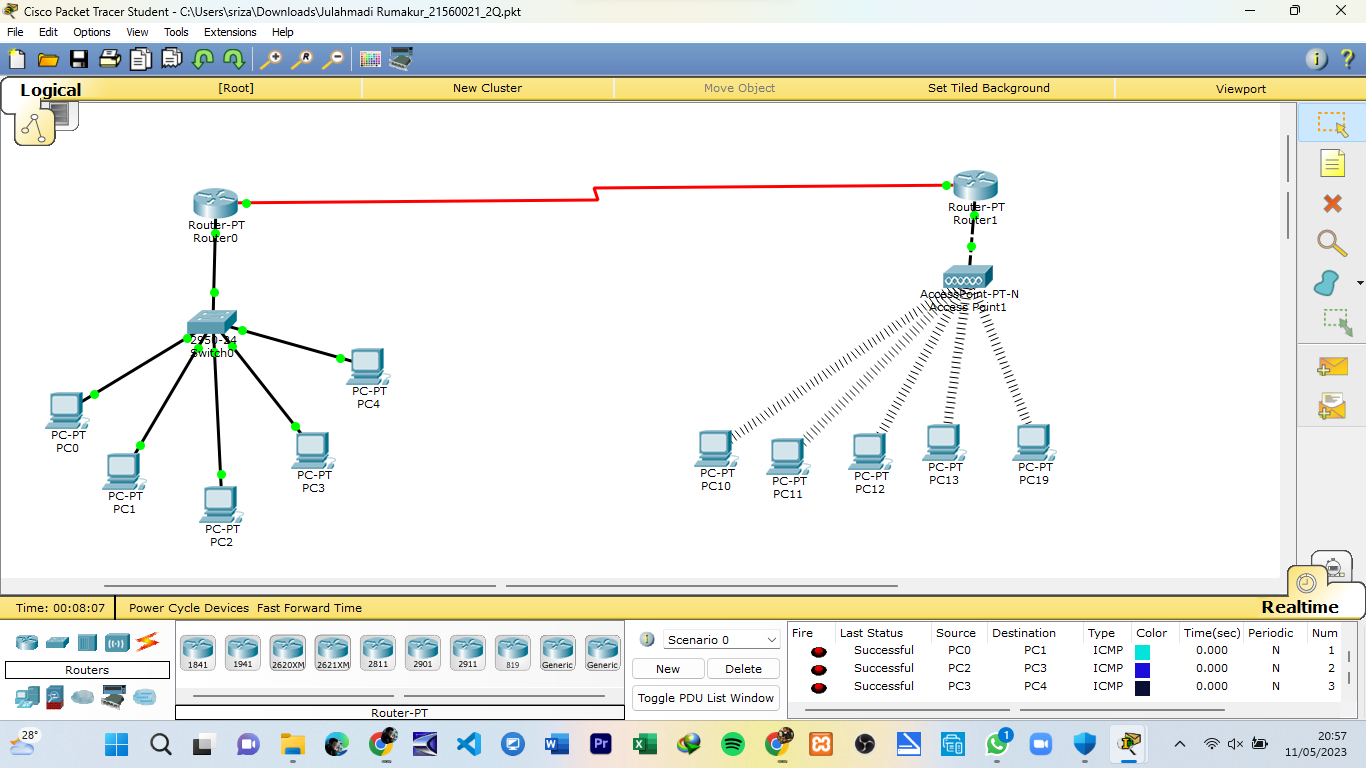 Cisco Packet Tracer Student - C:\Users\sriza\Downloads\Julahmadi Rumakur_21560021_2Q.pkt
File Edit Options View Tools Extensions Help
Logical [Root] New Cluster Move Object Set Tiled Background Viewport
Router-PT
Router0
Router-PT
Router1
AccessPoint-PT-N
Access Point1
2950-24
Switch0
PC-PT
PC4
PC-PT
PC0
PC-PT
PC1
PC-PT
PC2
PC-PT
PC3
PC-PT
PC10
PC-PT
PC11
PC-PT
PC12
PC-PT
PC13
PC-PT
PC19
Time: 00:08:07 Power Cycle Devices Fast Forward Time Realtime
Routers
1841 1941 2620XM 2621XM 2811 2901 2911 819 Generic Generic
Router-PT
Scenario 0
New Delete
Toggle PDU List Window
Fire Last Status Source Destination Type Color Time(sec) Periodic Num
Successful PC0 PC1 ICMP 0.000 N 1
Successful PC2 PC3 ICMP 0.000 N 2
Successful PC3 PC4 ICMP 0.000 N 3
28°
1
20:57
11/05/2023